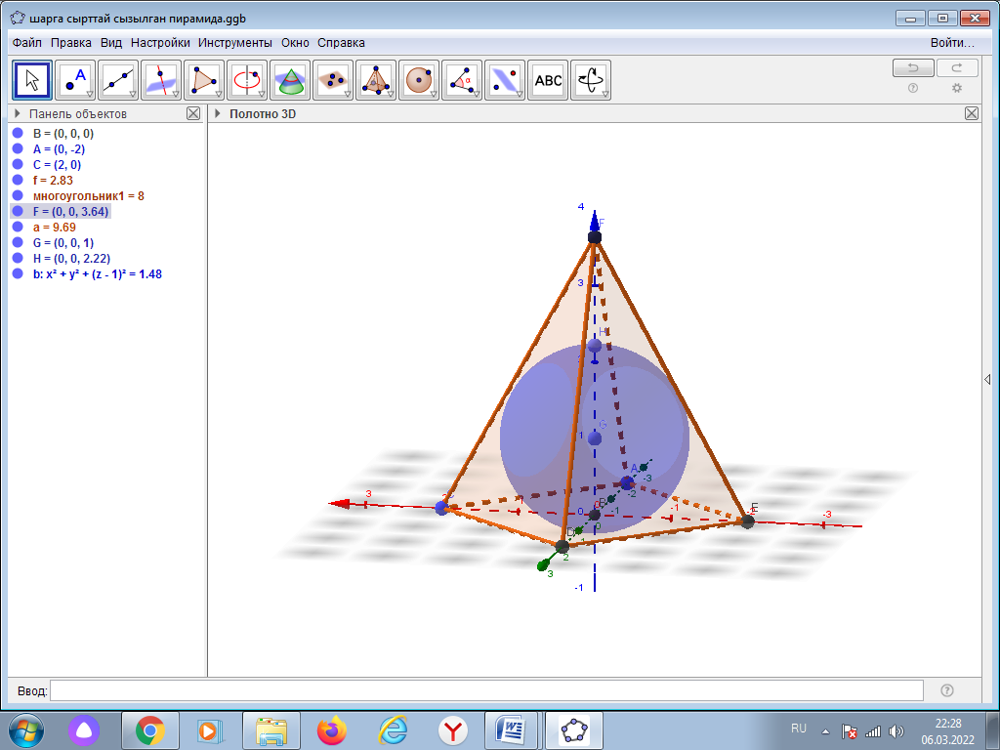 шарга сырттай сызылган пирамида.ggb
Файл Правка Вид Настройки Инструменты Окно Справка Войти...
A α ABC
Панель объектов
Полотно 3D
B = (0, 0, 0)
A = (0, -2)
C = (2, 0)
f = 2.83
многоугольник1 = 8
F = (0, 0, 3.64)
a = 9.69
G = (0, 0, 1)
H = (0, 0, 2.22)
b: x² + y² + (z - 1)² = 1.48
4
F
3
H
G
1
A
-3
-2
3
-1
-1
E
-3
0
0
2
3
-1
Ввод:
RU
22:28
06.03.2022